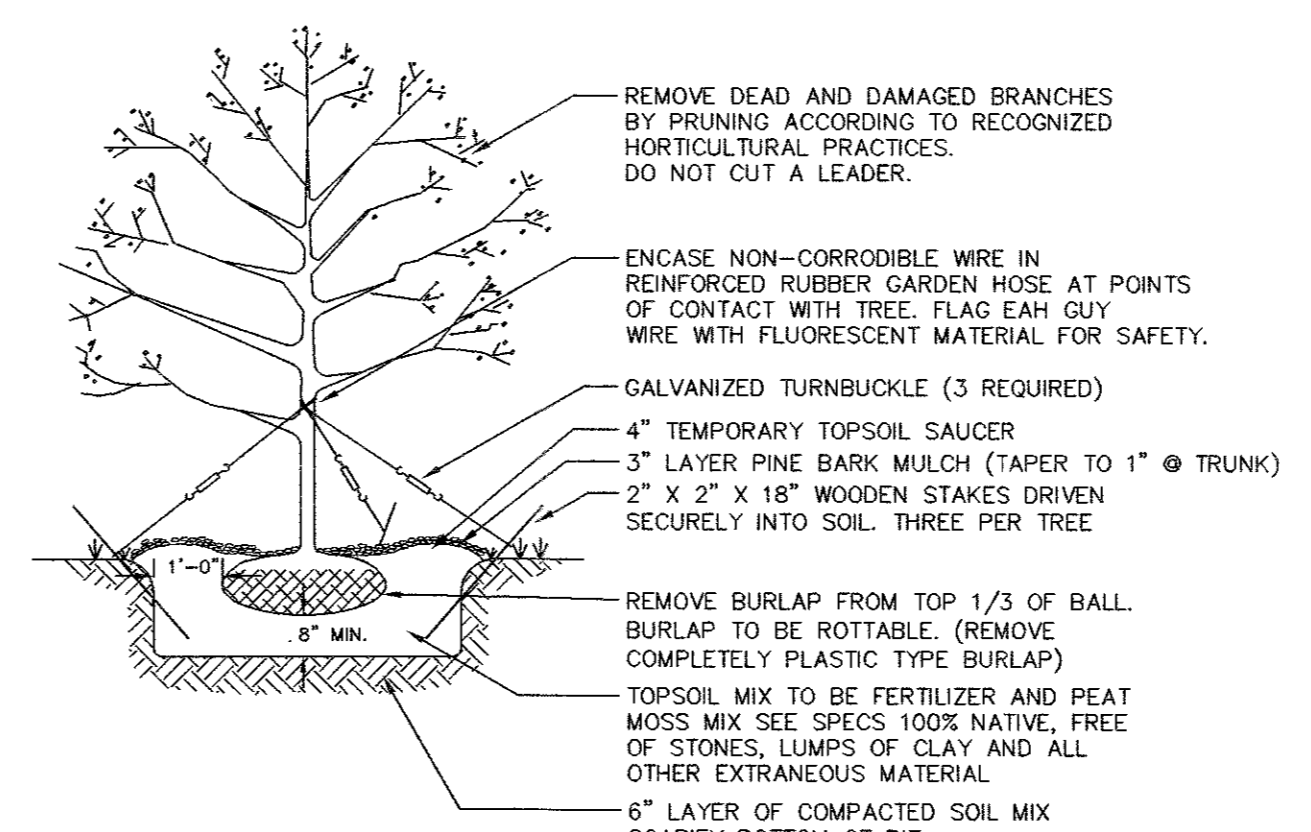 REMOVE DEAD AND DAMAGED BRANCHES
BY PRUNING ACCORDING TO RECOGNIZED
HORTICULTURAL PRACTICES.
DO NOT CUT A LEADER.
ENCASE NON-CORRODIBLE WIRE IN
REINFORCED RUBBER GARDEN HOSE AT POINTS
OF CONTACT WITH TREE. FLAG EAH GUY
WIRE WITH FLUORESCENT MATERIAL FOR SAFETY.
GALVANIZED TURNBUCKLE (3 REQUIRED)
4" TEMPORARY TOPSOIL SAUCER
3" LAYER PINE BARK MULCH (TAPER TO 1" @ TRUNK)
2" X 2" X 18" WOODEN STAKES DRIVEN
SECURELY INTO SOIL. THREE PER TREE
1'-0"
8" MIN.
REMOVE BURLAP FROM TOP 1/3 OF BALL.
BURLAP TO BE ROTTABLE. (REMOVE
COMPLETELY PLASTIC TYPE BURLAP)
TOPSOIL MIX TO BE FERTILIZER AND PEAT
MOSS MIX SEE SPECS 100% NATIVE, FREE
OF STONES, LUMPS OF CLAY AND ALL
OTHER EXTRANEOUS MATERIAL
6" LAYER OF COMPACTED SOIL MIX